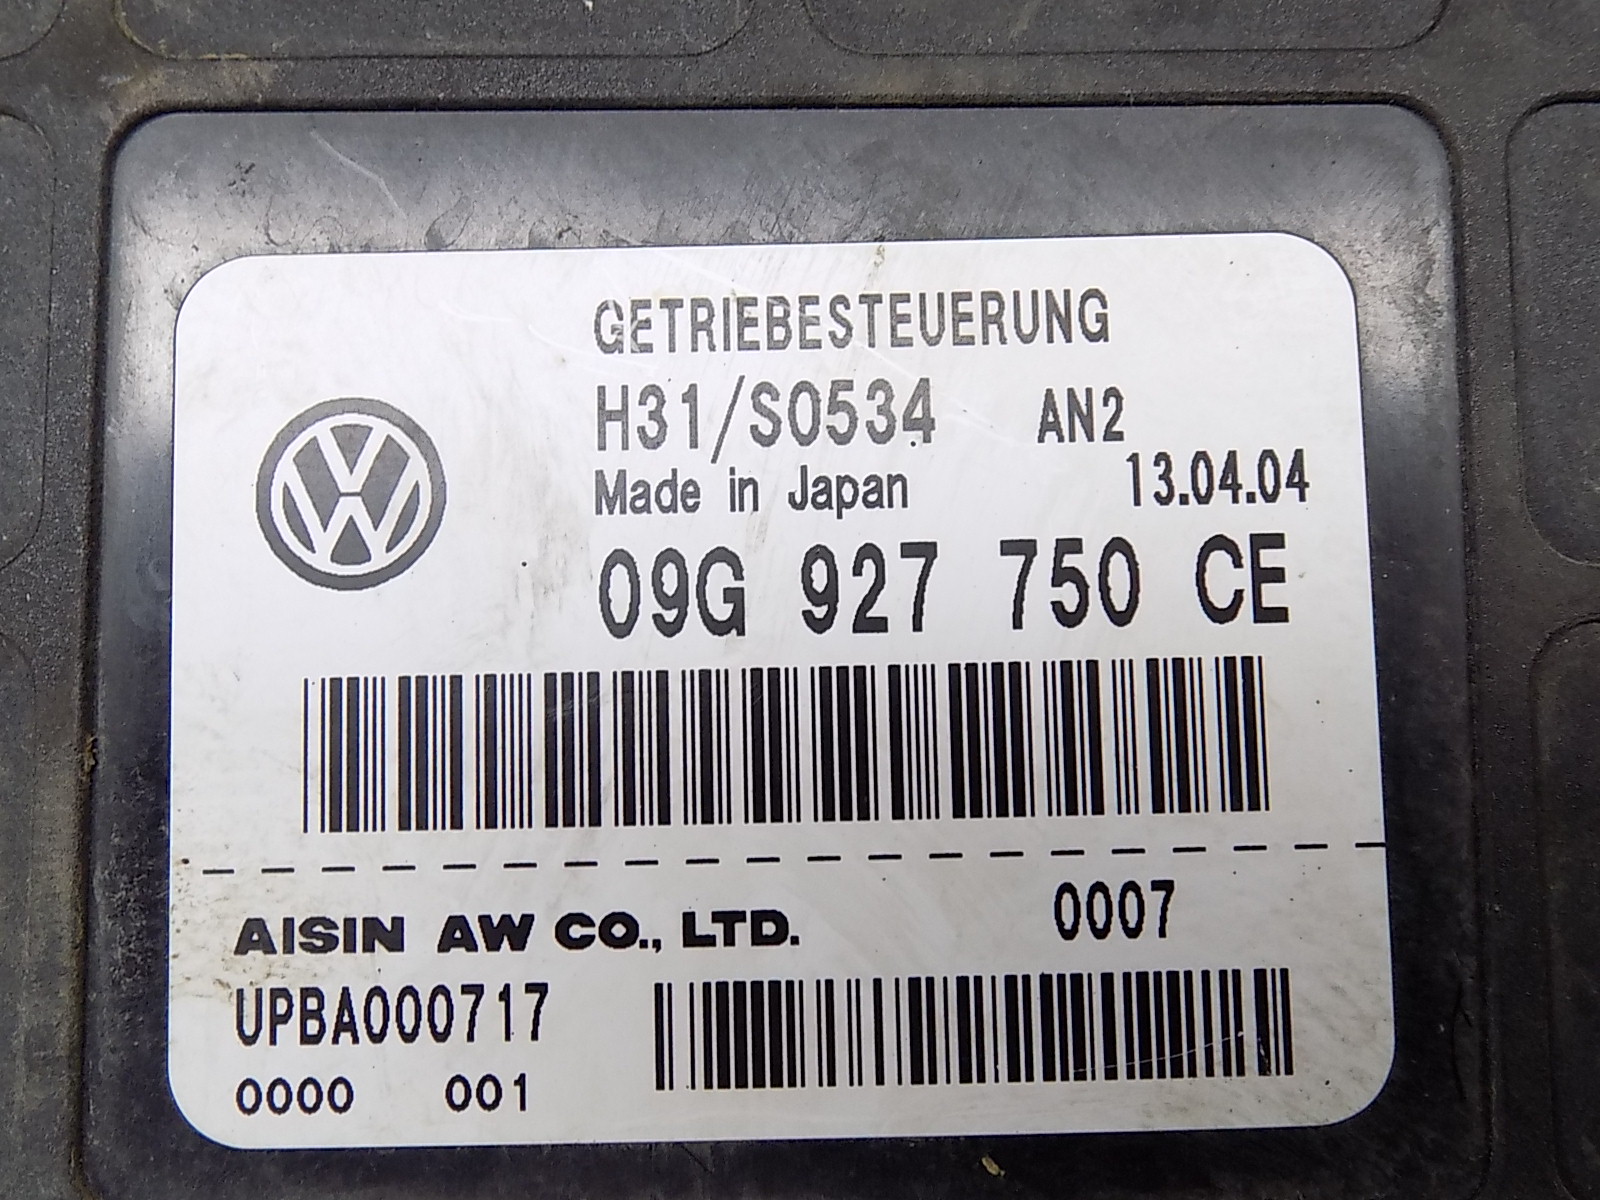 GETRIEBESTEUERUNG
H31/S0534 AN2
Made in Japan 13.04.04
09G 927 750 CE
AISIN AW CO., LTD. 0007
UPBA000717
0000 001